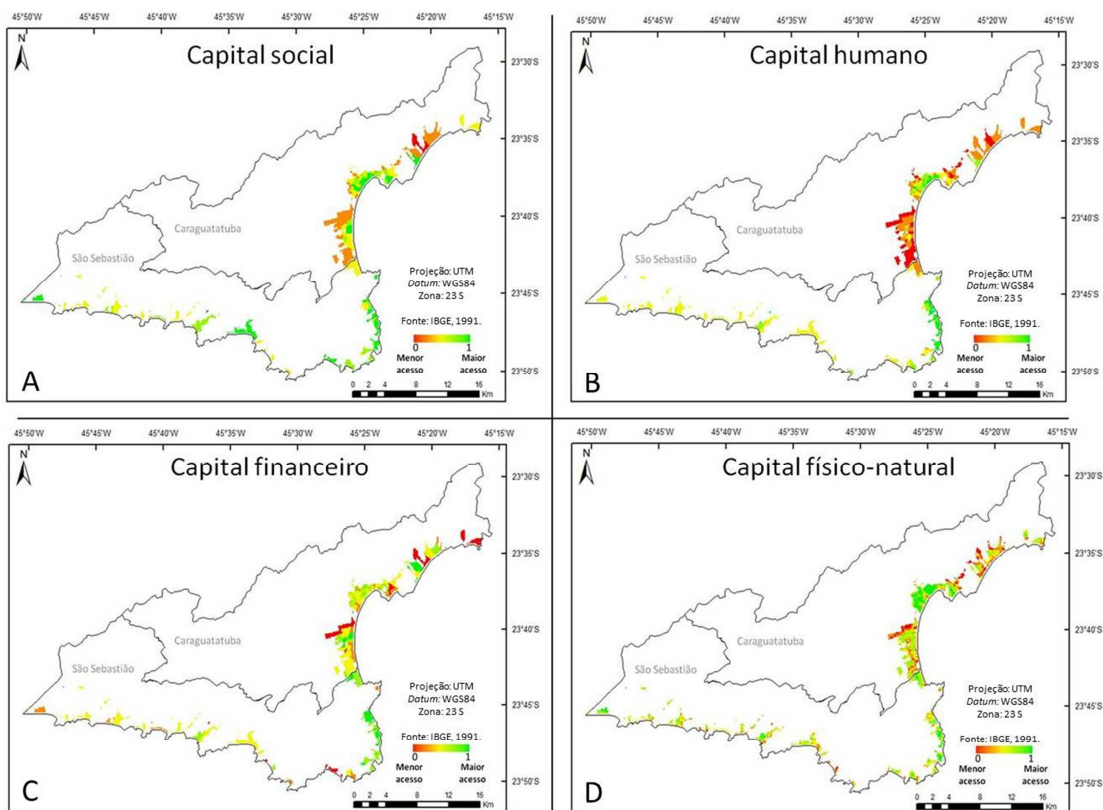 45°50'W 45°45'W 45°40'W 45°35'W 45°30'W 45°25'W 45°20'W 45°15'W
N
Capital social
23°30'S
23°35'S
23°40'S
23°45'S
23°50'S
Caraguatatuba
São Sebastião
Projeção: UTM
Datum: WGS84
Zona: 23 S
Fonte: IBGE, 1991.
0 1
Menor Maior
acesso acesso
0 2 4 8 12 16
Km
A
45°50'W 45°45'W 45°40'W 45°35'W 45°30'W 45°25'W 45°20'W 45°15'W
N
Capital humano
23°30'S
23°35'S
23°40'S
23°45'S
23°50'S
Caraguatatuba
São Sebastião
Projeção: UTM
Datum: WGS84
Zona: 23 S
Fonte: IBGE, 1991.
0 1
Menor Maior
acesso acesso
0 2 4 8 12 16
Km
B
45°50'W 45°45'W 45°40'W 45°35'W 45°30'W 45°25'W 45°20'W 45°15'W
N
Capital financeiro
23°30'S
23°35'S
23°40'S
23°45'S
23°50'S
Caraguatatuba
São Sebastião
Projeção: UTM
Datum: WGS84
Zona: 23 S
Fonte: IBGE, 1991.
0 1
Menor Maior
acesso acesso
0 2 4 8 12 16
Km
C
45°50'W 45°45'W 45°40'W 45°35'W 45°30'W 45°25'W 45°20'W 45°15'W
N
Capital físico-natural
23°30'S
23°35'S
23°40'S
23°45'S
23°50'S
Caraguatatuba
São Sebastião
Projeção: UTM
Datum: WGS84
Zona: 23 S
Fonte: IBGE, 1991.
0 1
Menor Maior
acesso acesso
0 2 4 8 12 16
Km
D